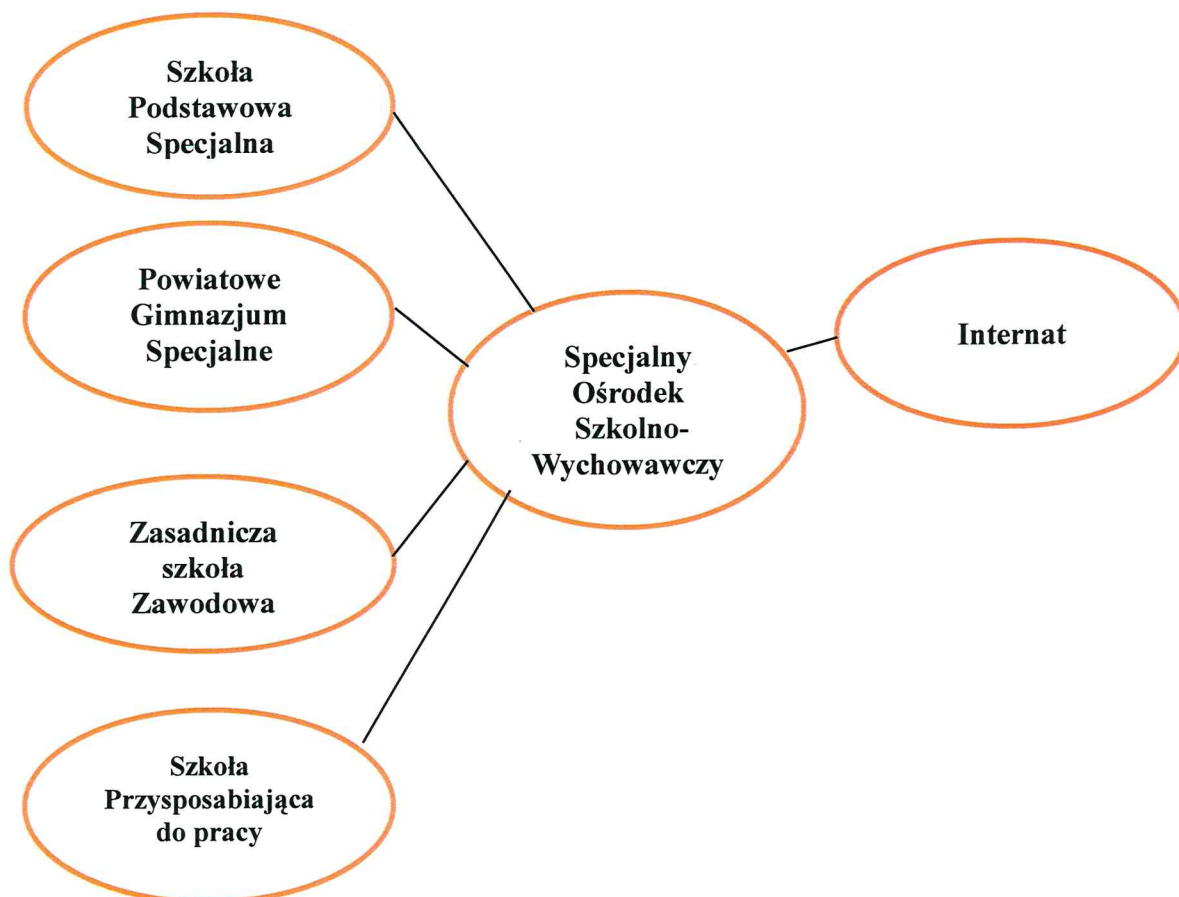 Szkoła
Podstawowa
Specjalna
Powiatowe
Gimnazjum
Specjalne
Specjalny
Ośrodek
Szkolno-
Wychowawczy
Internat
Zasadnicza
szkoła
Zawodowa
Szkoła
Przysposabiająca
do pracy